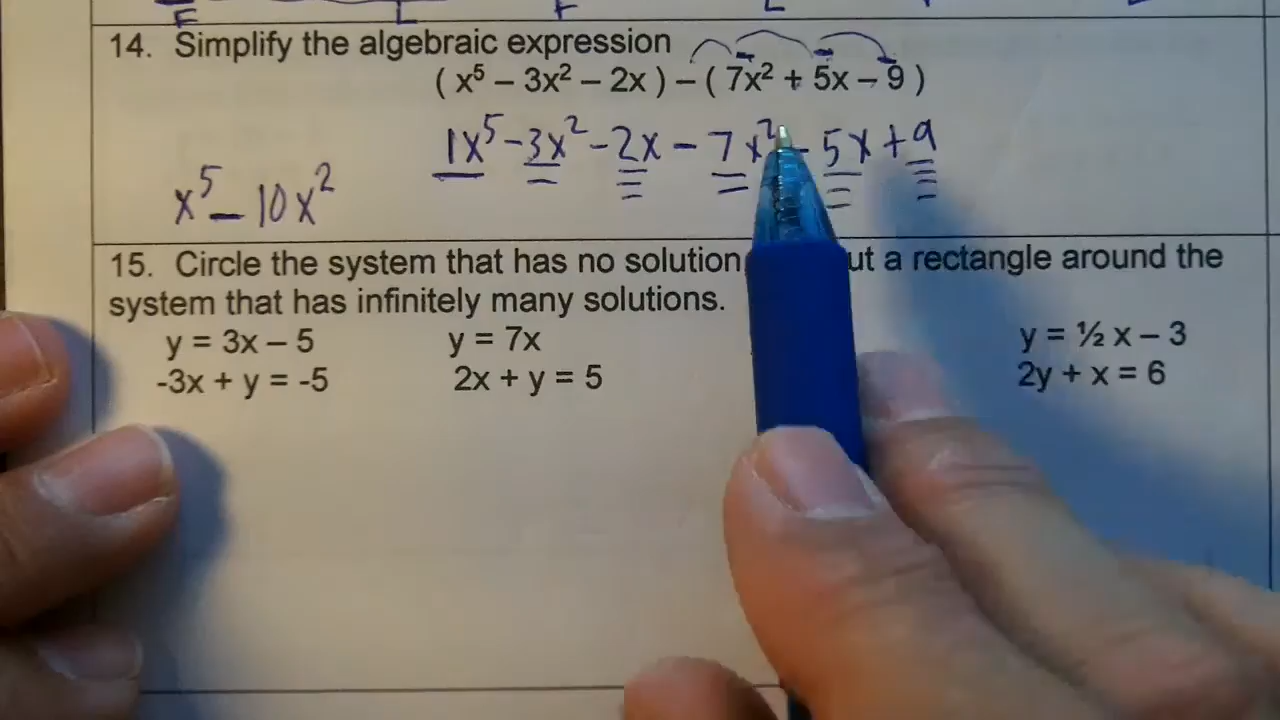 14. Simplify the algebraic expression
( x⁵ – 3x² – 2x ) – ( 7x² + 5x – 9 )
1x⁵ - 3x² - 2x - 7x² - 5x + 9
x⁵ - 10x²
15. Circle the system that has no solution a rectangle around the
system that has infinitely many solutions.
y = 3x – 5 y = 7x y = ½ x – 3
-3x + y = -5 2x + y = 5 2y + x = 6